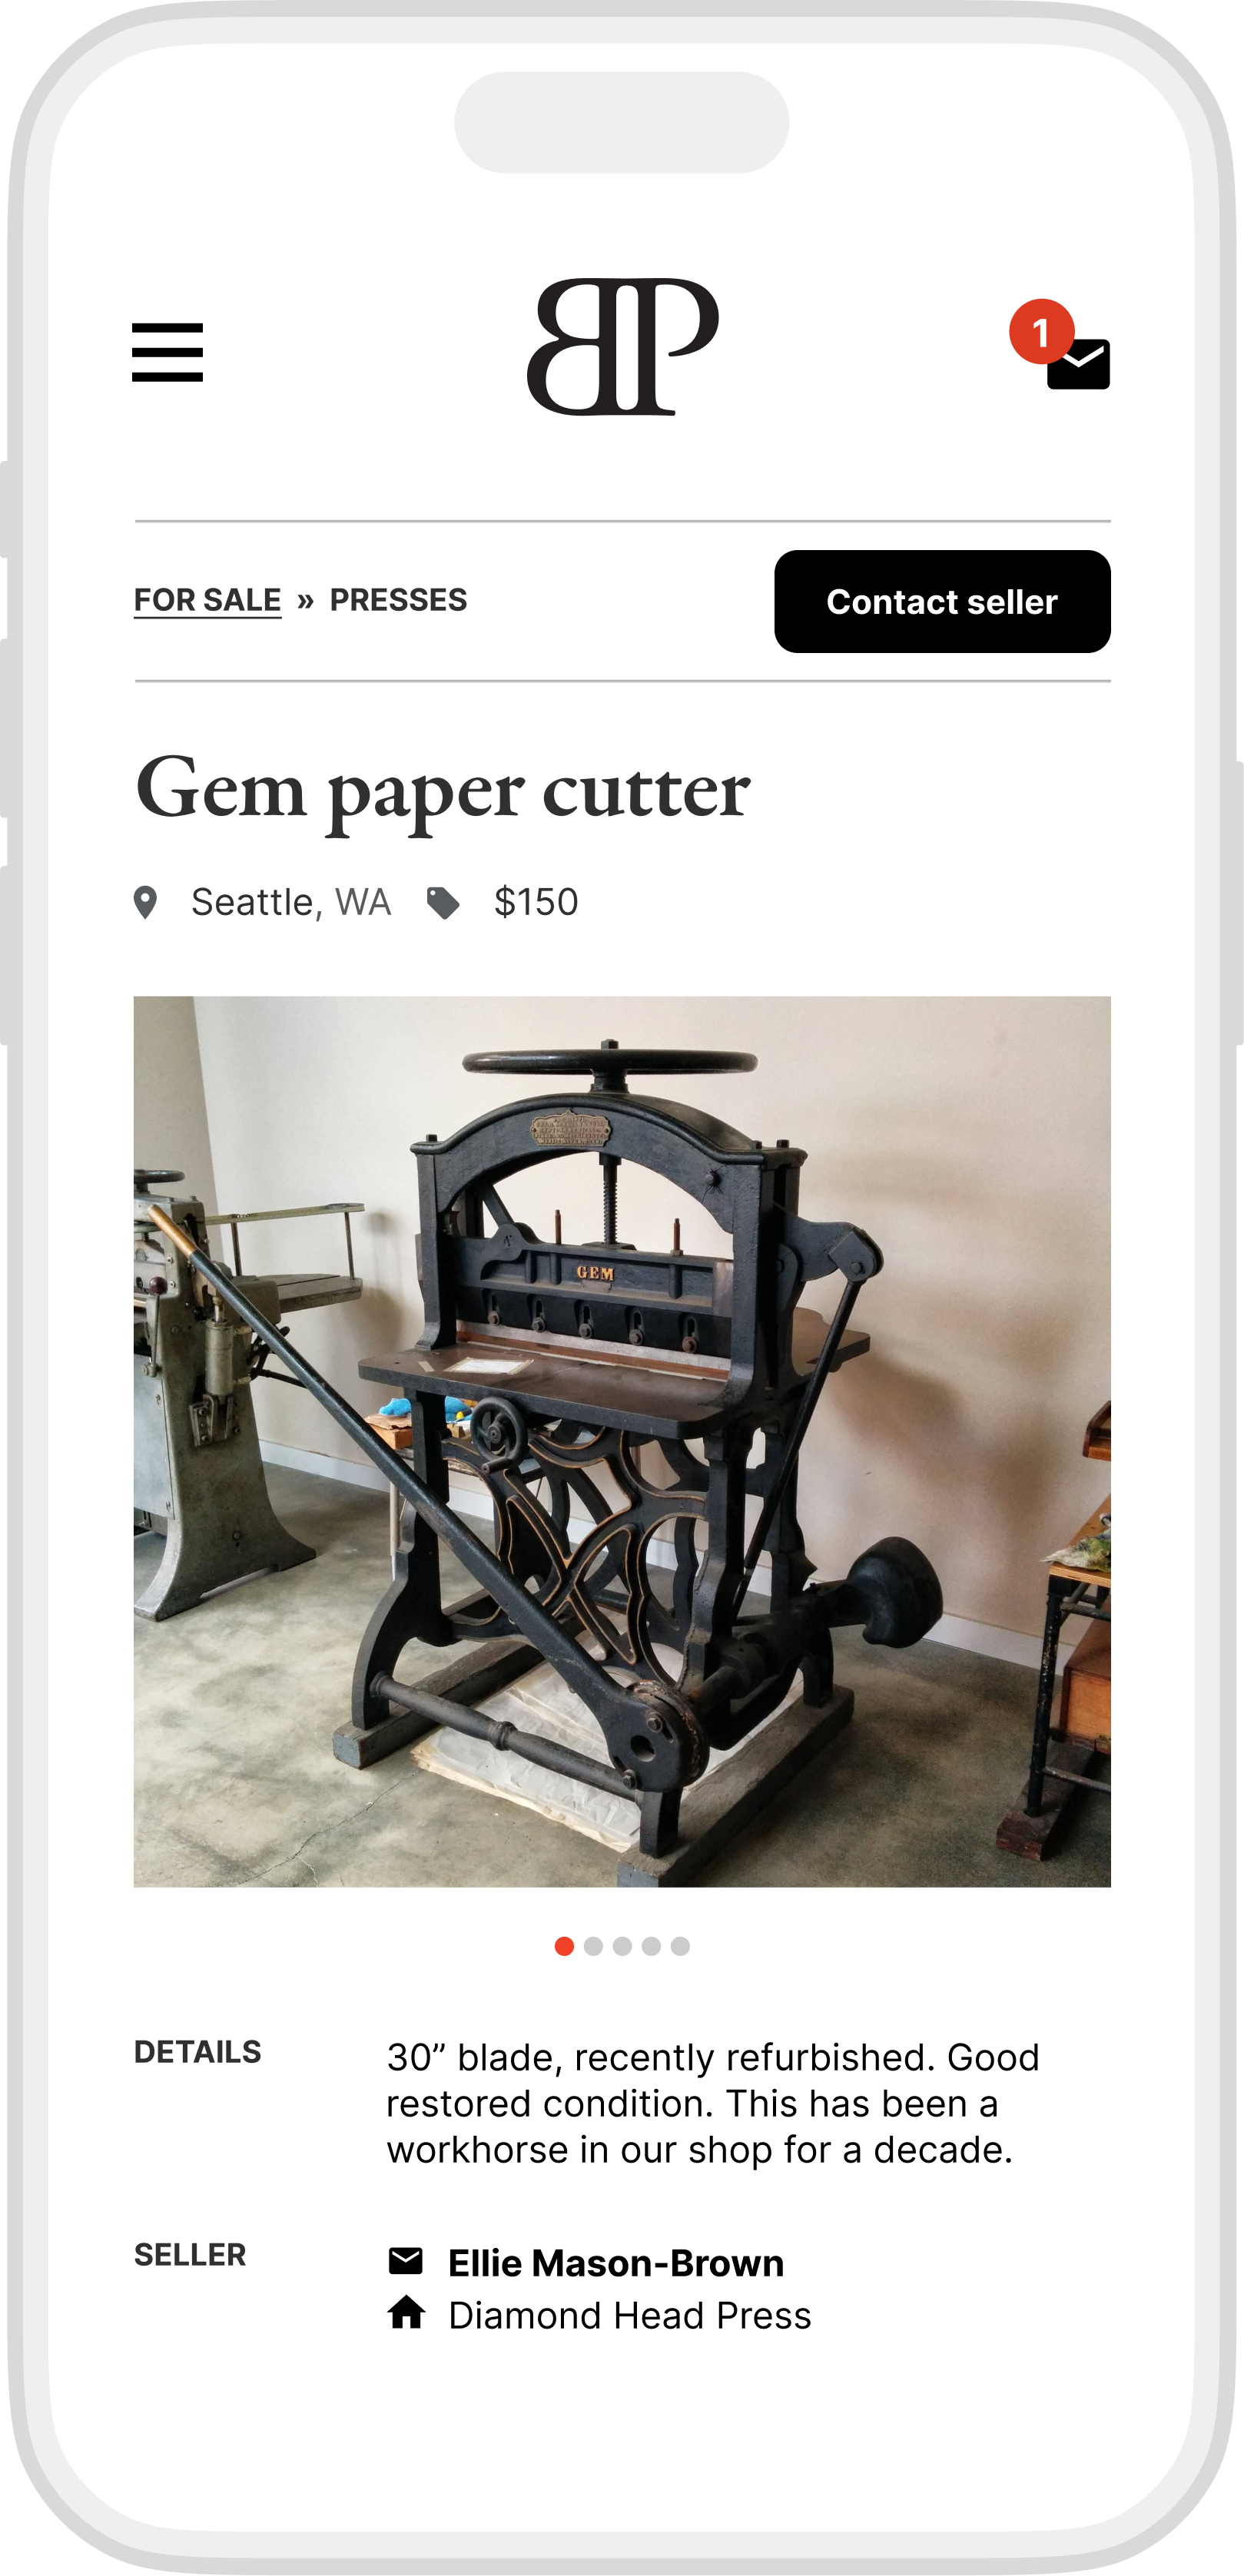 BP
1
FOR SALE » PRESSES
Contact seller
Gem paper cutter
Seattle, WA $150
GEM
DETAILS
30” blade, recently refurbished. Good
restored condition. This has been a
workhorse in our shop for a decade.
SELLER
Ellie Mason-Brown
Diamond Head Press